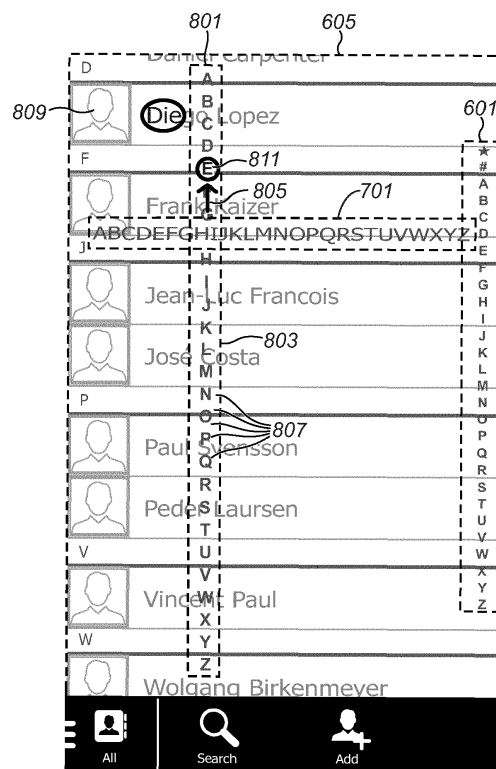 801
605
Daniel Carpenter
D
A
B
C
D
E
G
H
I
J
K
L
M
N
O
P
Q
R
S
T
U
V
W
X
Y
Z
809
Diego Lopez
601
★
#
A
B
C
D
E
F
G
H
I
J
K
L
M
N
O
P
Q
R
S
T
U
V
W
X
Y
Z
811
F
805
701
Frank Kaizer
ABCDEFGHIJKLMNOPQRSTUVWXYZ
J
Jean-Luc Francois
803
José Costa
P
807
Paul Svensson
Peder Laursen
V
Vincent Paul
W
Wolgang Birkenmeyer
All
Search
Add